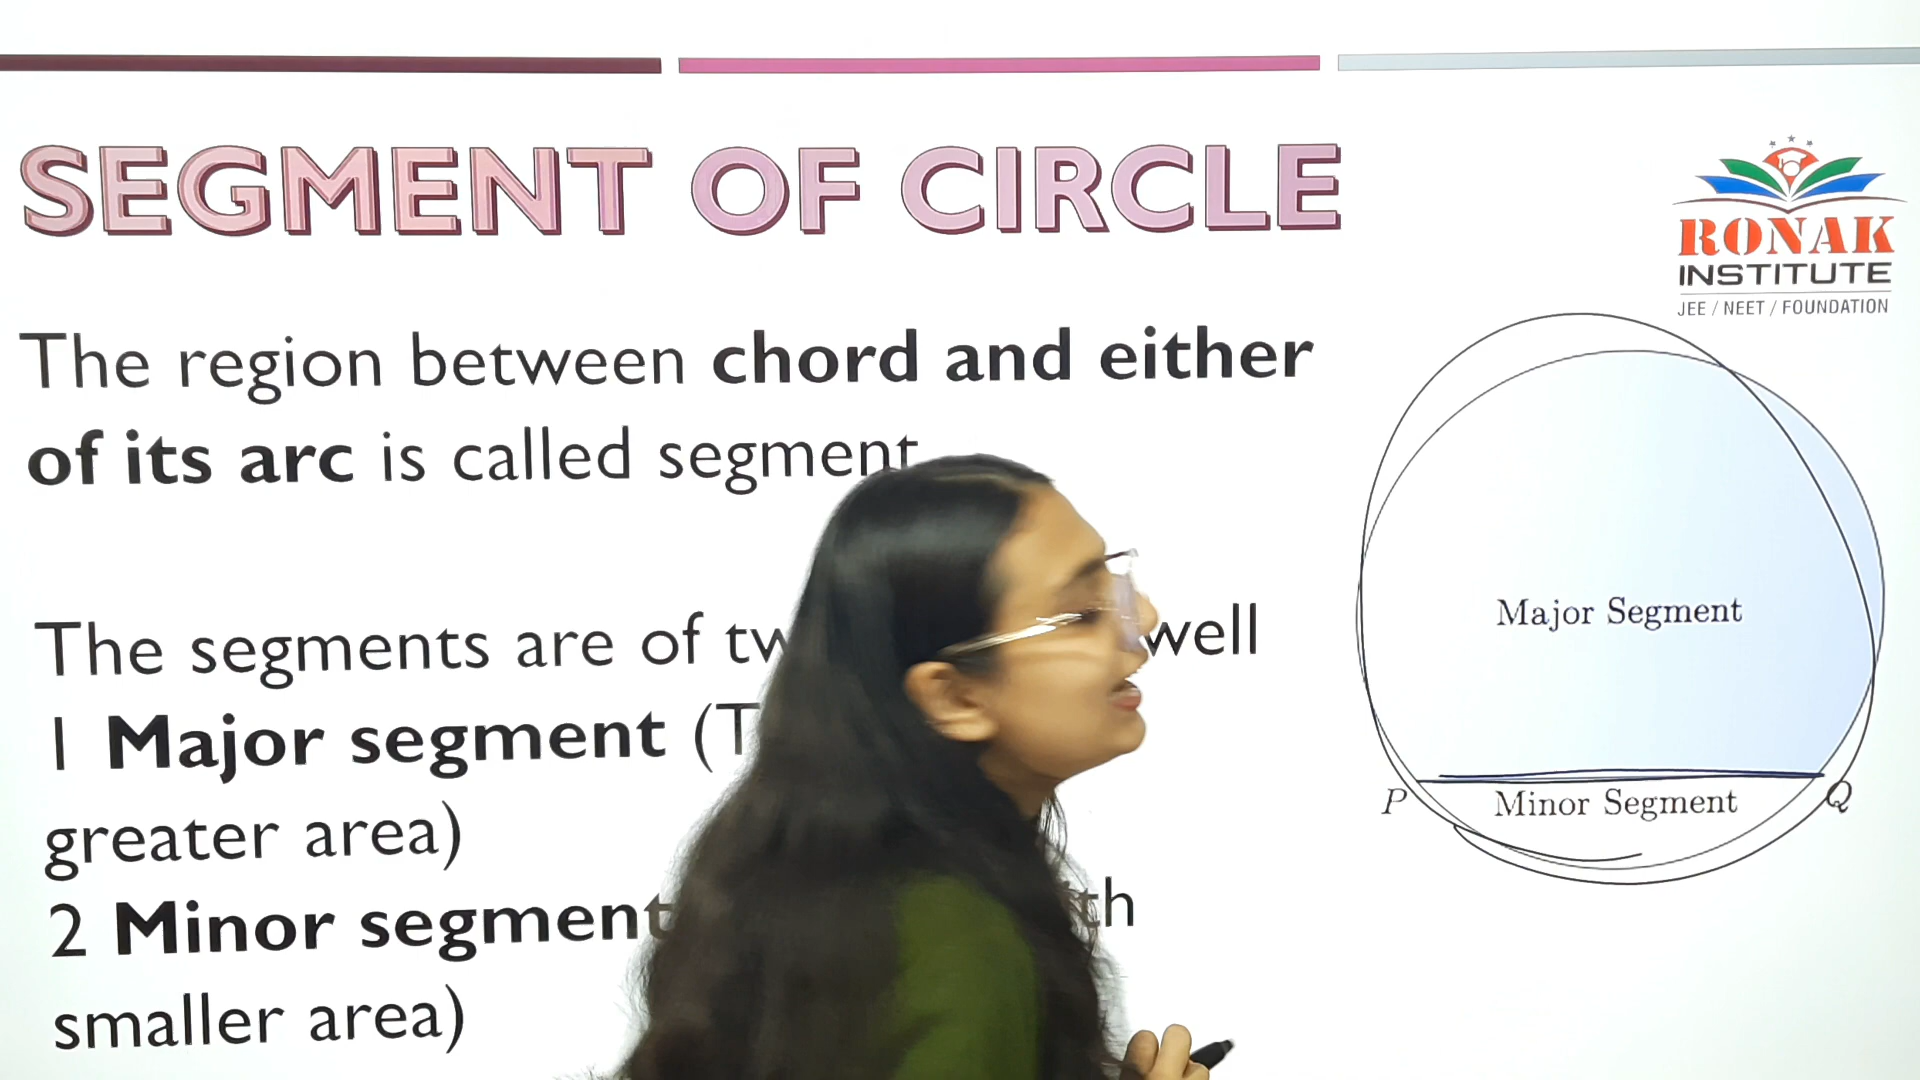 SEGMENT OF CIRCLE
RONAK
INSTITUTE
JEE / NEET / FOUNDATION
The region between chord and either
of its arc is called segment
The segments are of well
1 Major segment
greater area)
2 Minor segment
smaller area)
Major Segment
P Minor Segment Q